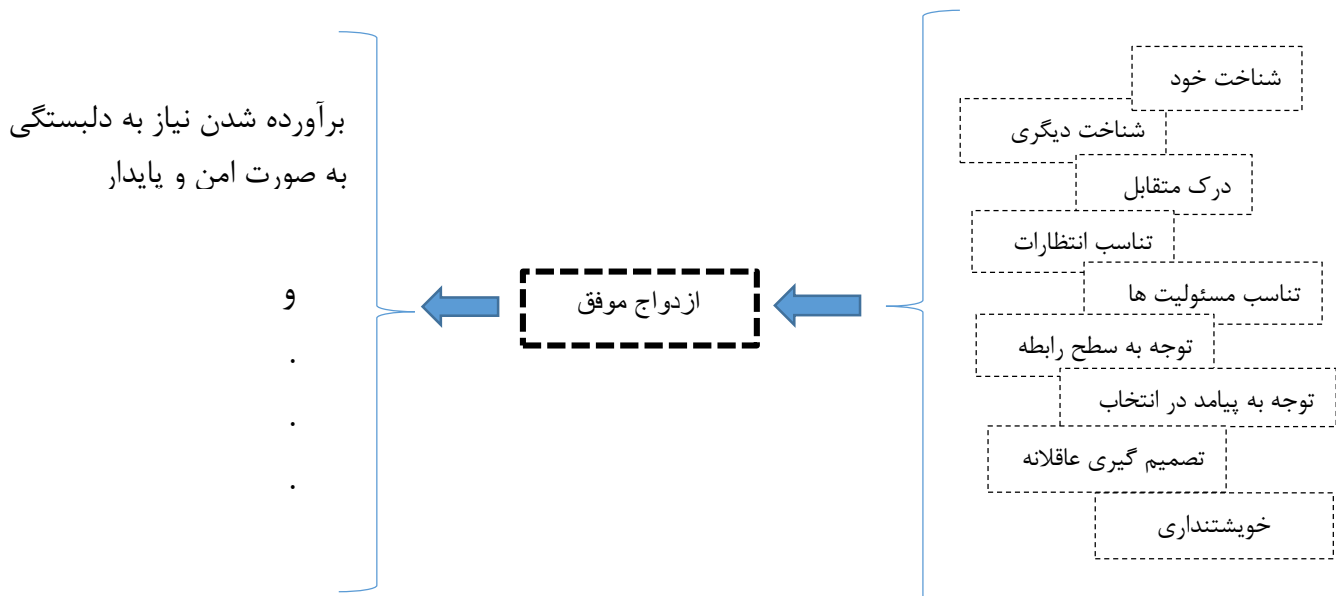 شناخت خود
شناخت دیگری
درک متقابل
تناسب انتظارات
تناسب مسئولیت ها
توجه به سطح رابطه
توجه به پیامد در انتخاب
تصمیم گیری عاقلانه
خویشتنداری
ازدواج موفق
برآورده شدن نیاز به دلبستگی
به صورت امن و پایدار
و
.
.
.